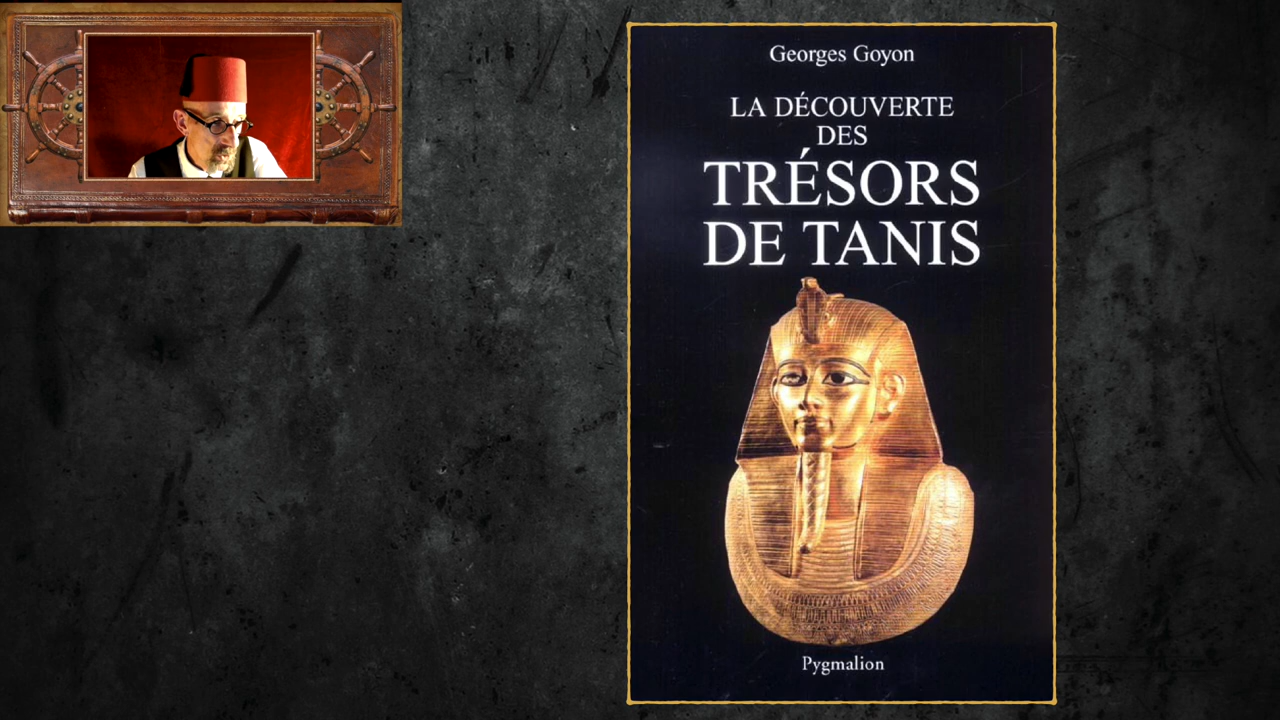 Georges Goyon
LA DÉCOUVERTE
DES
TRÉSORS
DE TANIS
Pygmalion